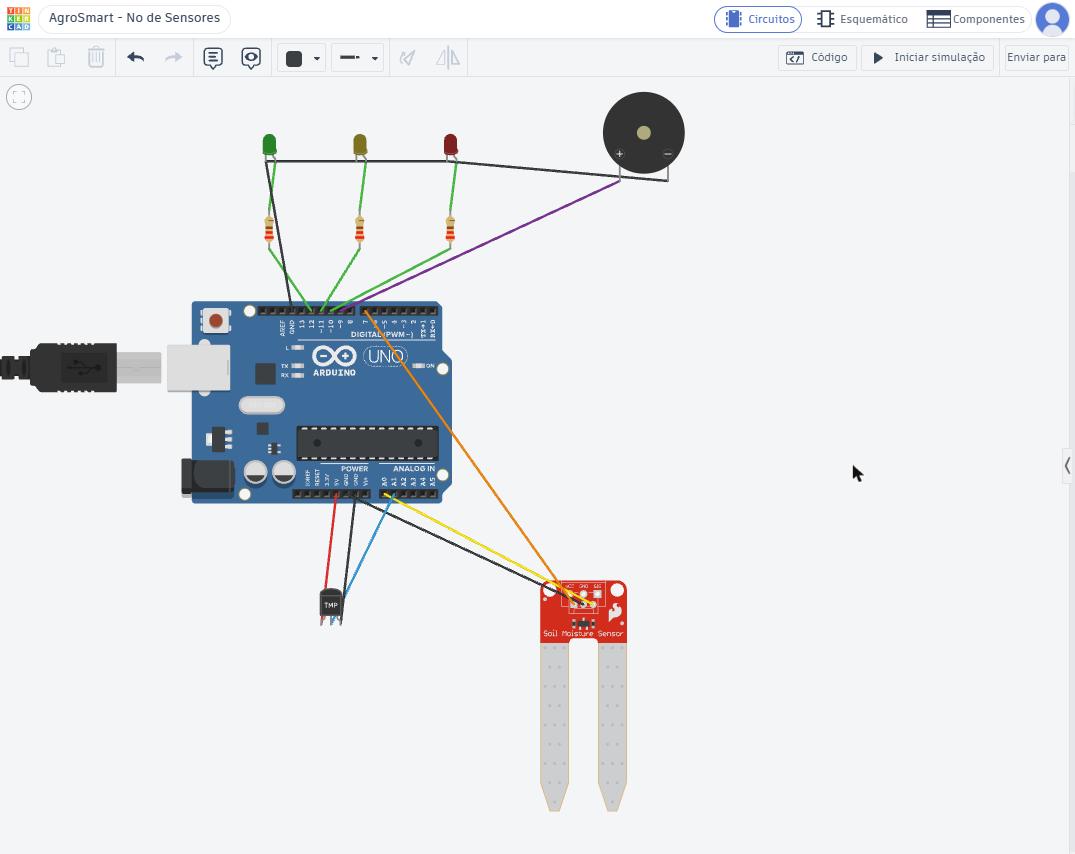 TIN
KER
CAD
AgroSmart - No de Sensores
Circuitos
Esquemático
Componentes
Código
Iniciar simulação
Enviar para
+
−
AREF
GND
13
12
~11
~10
~9
8
7
~6
~5
4
~3
2
TX→1
RX←0
DIGITAL (PWM~)
L
TX
RX
UNO
ON
ARDUINO
POWER
ANALOG IN
IOREF
RESET
3.3V
5V
GND
GND
Vin
A0
A1
A2
A3
A4
A5
TMP
VCC GND SIG
Soil Moisture Sensor